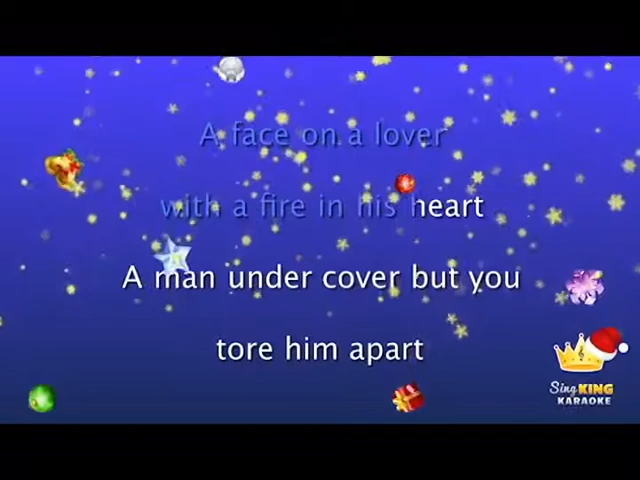 A face on a lover
with a fire in his heart
A man under cover but you
tore him apart
Sing KING
KARAOKE